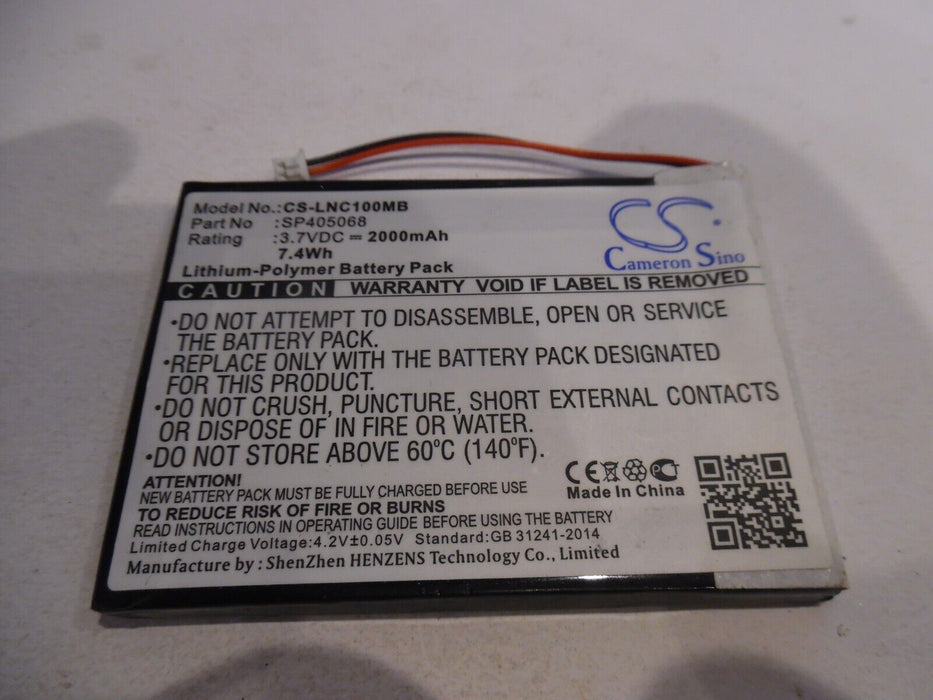 Model No.:CS-LNC100MB
Part No :SP405068
Rating :3.7VDC ⎓ 2000mAh
7.4Wh
Lithium-Polymer Battery Pack
CS
Cameron Sino
CAUTION WARRANTY VOID IF LABEL IS REMOVED
•DO NOT ATTEMPT TO DISASSEMBLE, OPEN OR SERVICE
THE BATTERY PACK.
•REPLACE ONLY WITH THE BATTERY PACK DESIGNATED
FOR THIS PRODUCT.
•DO NOT CRUSH, PUNCTURE, SHORT EXTERNAL CONTACTS
OR DISPOSE OF IN FIRE OR WATER.
•DO NOT STORE ABOVE 60ºC (140ºF).
ATTENTION!
NEW BATTERY PACK MUST BE FULLY CHARGED BEFORE USE
TO REDUCE RISK OF FIRE OR BURNS
READ INSTRUCTIONS IN OPERATING GUIDE BEFORE USING THE BATTERY
Limited Charge Voltage:4.2V±0.05V Standard:GB 31241-2014
Manufacture by : ShenZhen HENZENS Technology Co., Limited
CE
Made In China